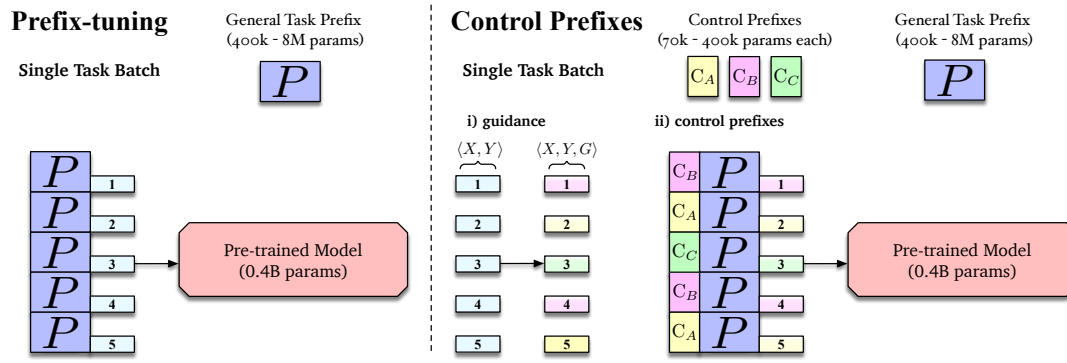 Prefix-tuning
General Task Prefix
(400k - 8M params)
Single Task Batch
P
P
1
P
2
P
3
P
4
P
5
Pre-trained Model
(0.4B params)
Control Prefixes
Control Prefixes
(70k - 400k params each)
General Task Prefix
(400k - 8M params)
Single Task Batch
C_A
C_B
C_C
P
i) guidance
⟨X, Y⟩
⟨X, Y, G⟩
1
1
2
2
3
3
4
4
5
5
ii) control prefixes
C_B P 1
C_A P 2
C_C P 3
C_B P 4
C_A P 5
Pre-trained Model
(0.4B params)